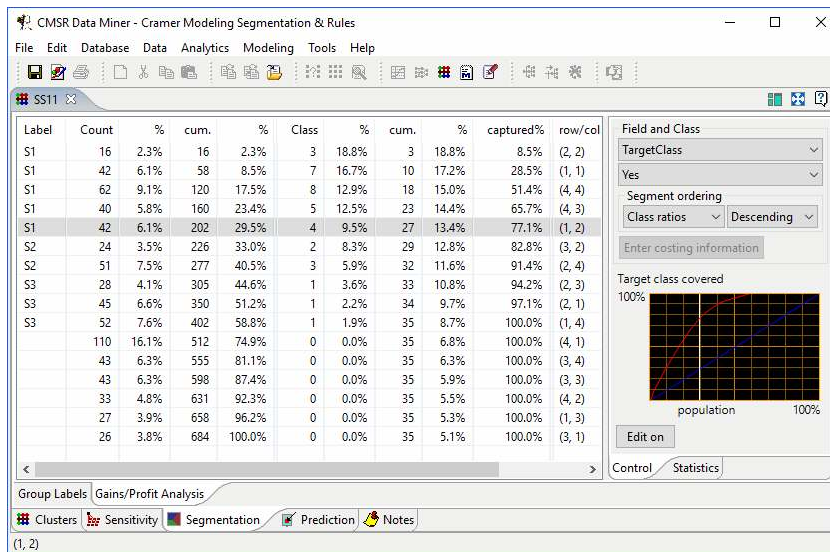 CMSR Data Miner - Cramer Modeling Segmentation & Rules
File Edit Database Data Analytics Modeling Tools Help
SS11
Label Count % cum. % Class % cum. % captured% row/col
S1 16 2.3% 16 2.3% 3 18.8% 3 18.8% 8.5% (2, 2)
S1 42 6.1% 58 8.5% 7 16.7% 10 17.2% 28.5% (1, 1)
S1 62 9.1% 120 17.5% 8 12.9% 18 15.0% 51.4% (4, 4)
S1 40 5.8% 160 23.4% 5 12.5% 23 14.4% 65.7% (4, 3)
S1 42 6.1% 202 29.5% 4 9.5% 27 13.4% 77.1% (1, 2)
S2 24 3.5% 226 33.0% 2 8.3% 29 12.8% 82.8% (3, 2)
S2 51 7.5% 277 40.5% 3 5.9% 32 11.6% 91.4% (2, 4)
S3 28 4.1% 305 44.6% 1 3.6% 33 10.8% 94.2% (2, 3)
S3 45 6.6% 350 51.2% 1 2.2% 34 9.7% 97.1% (2, 1)
S3 52 7.6% 402 58.8% 1 1.9% 35 8.7% 100.0% (1, 4)
110 16.1% 512 74.9% 0 0.0% 35 6.8% 100.0% (4, 1)
43 6.3% 555 81.1% 0 0.0% 35 6.3% 100.0% (3, 4)
43 6.3% 598 87.4% 0 0.0% 35 5.9% 100.0% (3, 3)
33 4.8% 631 92.3% 0 0.0% 35 5.5% 100.0% (4, 2)
27 3.9% 658 96.2% 0 0.0% 35 5.3% 100.0% (1, 3)
26 3.8% 684 100.0% 0 0.0% 35 5.1% 100.0% (3, 1)
Field and Class
TargetClass
Yes
Segment ordering
Class ratios Descending
Enter costing information
Target class covered
100%
population 100%
Edit on
Control Statistics
Group Labels Gains/Profit Analysis
Clusters Sensitivity Segmentation Prediction Notes
(1, 2)